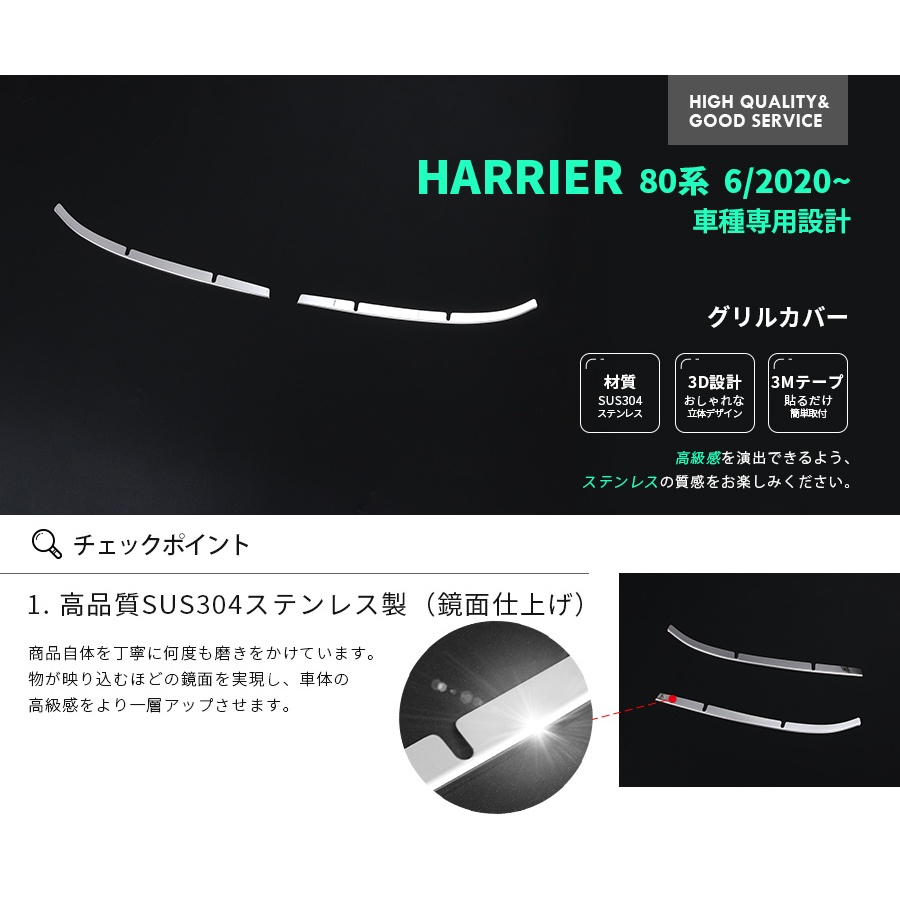 HIGH QUALITY&
GOOD SERVICE
HARRIER 80系 6/2020~
車種専用設計
グリルカバー
材質
SUS304
ステンレス
3D設計
おしゃれな
立体デザイン
3Mテープ
貼るだけ
簡単取付
高級感を演出できるよう、
ステンレスの質感をお楽しみください。
チェックポイント
1. 高品質SUS304ステンレス製（鏡面仕上げ）
商品自体を丁寧に何度も磨きをかけています。
物が映り込むほどの鏡面を実現し、車体の
高級感をより一層アップさせます。